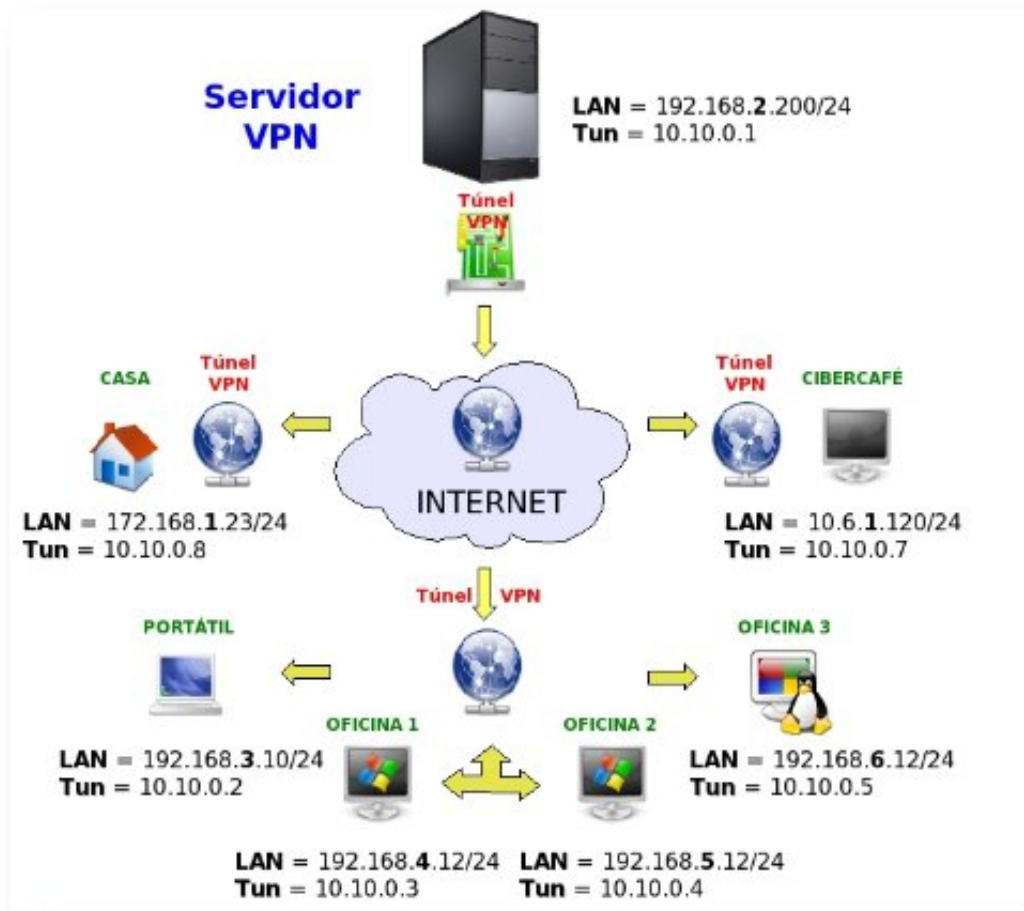 Servidor
VPN
LAN = 192.168.2.200/24
Tun = 10.10.0.1
Túnel
VPN
CASA
Túnel
VPN
Túnel
VPN
CIBERCAFÉ
INTERNET
LAN = 172.168.1.23/24
Tun = 10.10.0.8
LAN = 10.6.1.120/24
Tun = 10.10.0.7
Túnel VPN
PORTÁTIL
OFICINA 3
OFICINA 1
OFICINA 2
LAN = 192.168.3.10/24
Tun = 10.10.0.2
LAN = 192.168.6.12/24
Tun = 10.10.0.5
LAN = 192.168.4.12/24
Tun = 10.10.0.3
LAN = 192.168.5.12/24
Tun = 10.10.0.4